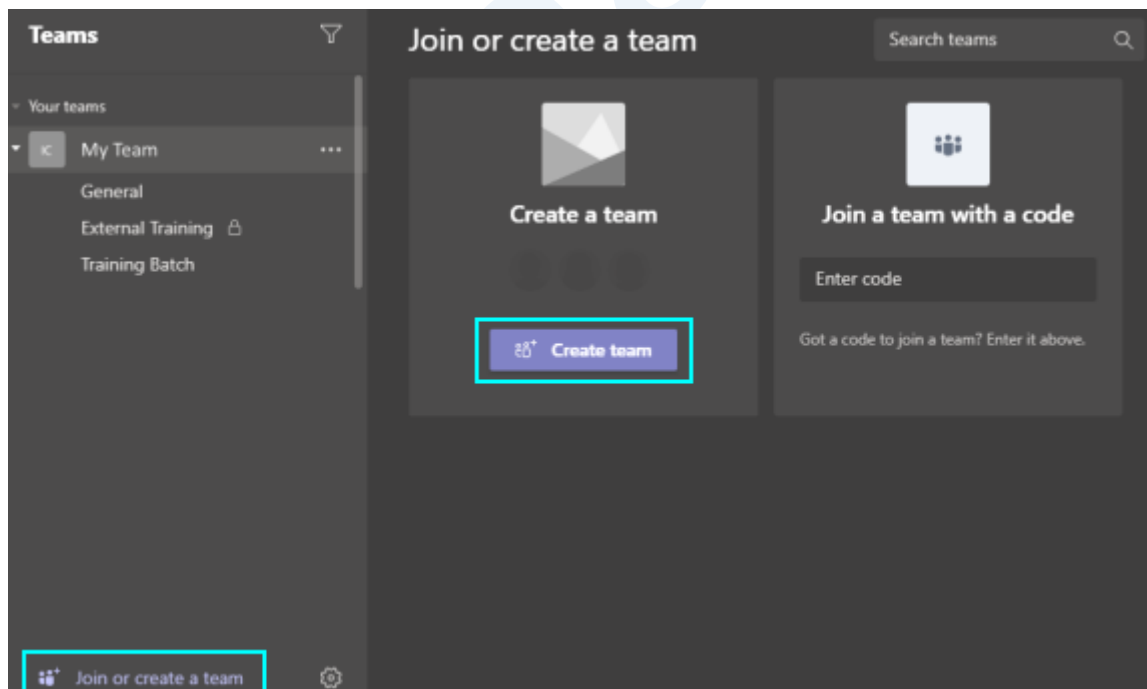 Teams
Your teams
IC My Team
General
External Training
Training Batch
Join or create a team
Join or create a team
Search teams
Create a team
Create team
Join a team with a code
Enter code
Got a code to join a team? Enter it above.